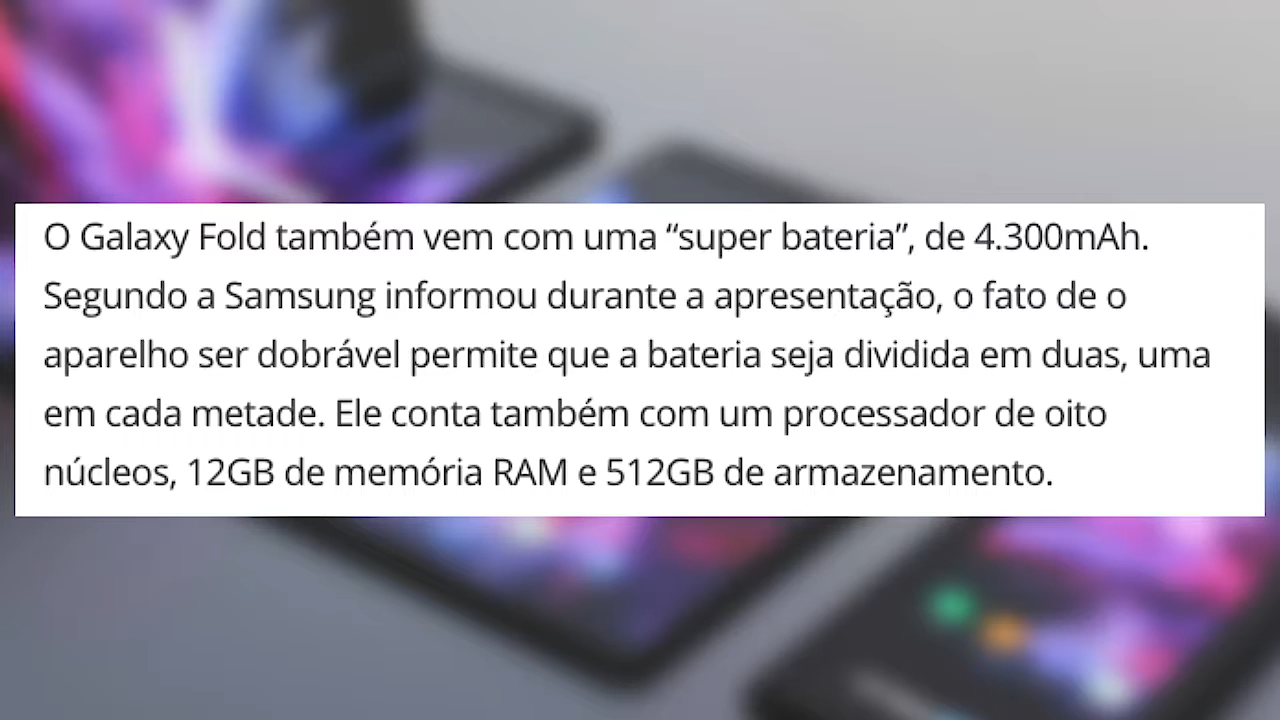 O Galaxy Fold também vem com uma “super bateria”, de 4.300mAh.
Segundo a Samsung informou durante a apresentação, o fato de o
aparelho ser dobrável permite que a bateria seja dividida em duas, uma
em cada metade. Ele conta também com um processador de oito
núcleos, 12GB de memória RAM e 512GB de armazenamento.